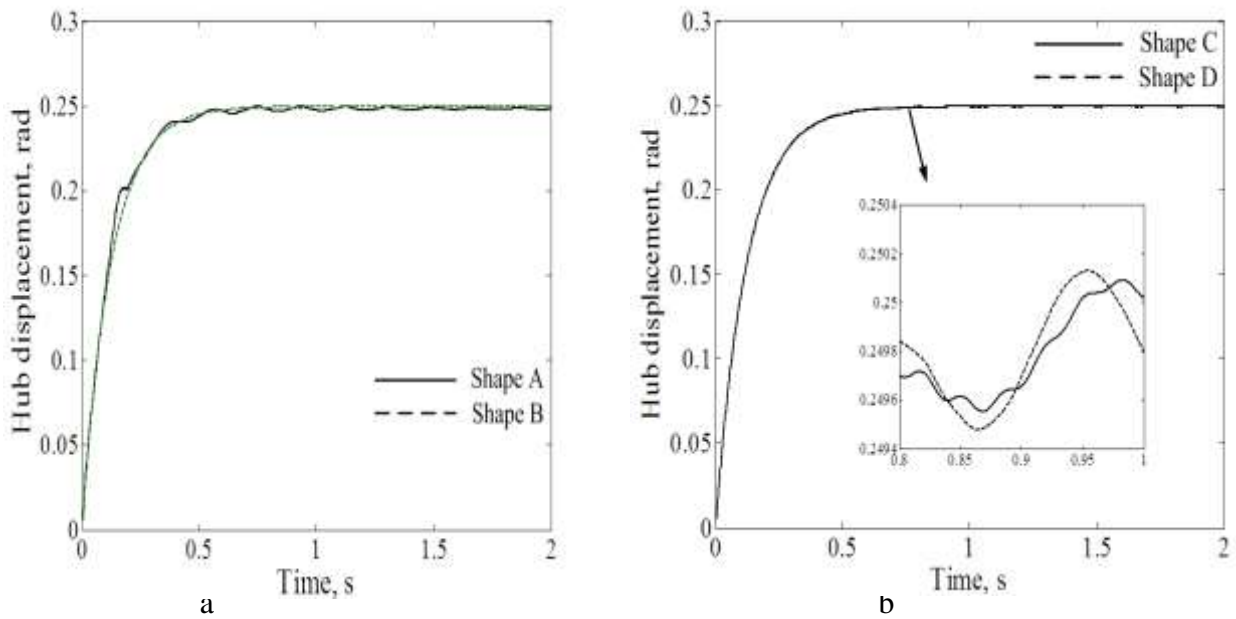 0.3
0.25
0.2
0.15
0.1
0.05
0
Hub displacement, rad
Shape A
Shape B
0 0.5 1 1.5 2
Time, s
a
0.3
0.25
0.2
0.15
0.1
0.05
0
Hub displacement, rad
Shape C
Shape D
0.2504
0.2502
0.25
0.2498
0.2496
0.2494
0.8 0.85 0.9 0.95 1
0 0.5 1 1.5 2
Time, s
b